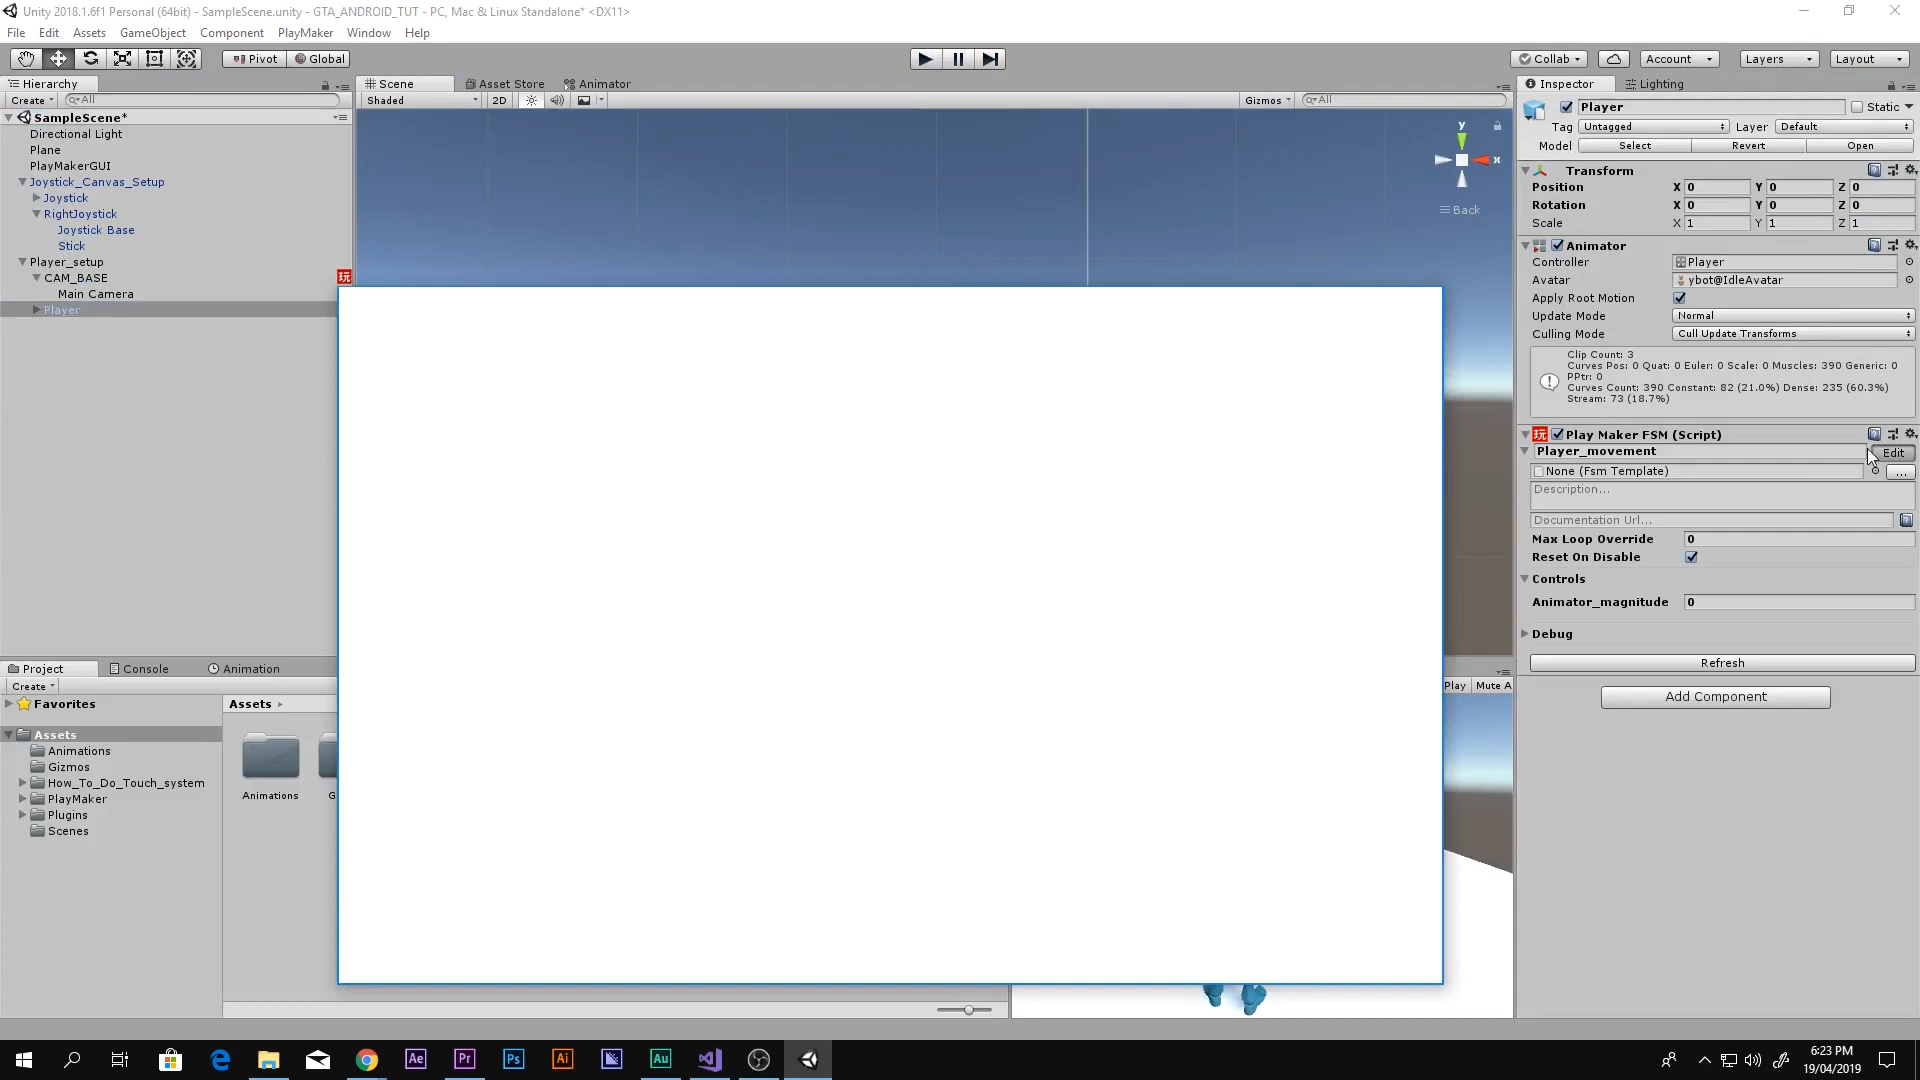 Unity 2018.1.6f1 Personal (64bit) - SampleScene.unity - GTA_ANDROID_TUT - PC, Mac & Linux Standalone* <DX11>
File Edit Assets GameObject Component PlayMaker Window Help
Pivot Global Collab Account Layers Layout
Hierarchy
Create All
SampleScene*
Directional Light
Plane
PlayMakerGUI
Joystick_Canvas_Setup
Joystick
RightJoystick
Joystick Base
Stick
Player_setup
CAM_BASE
Main Camera
Player
Scene Asset Store Animator
Shaded 2D Gizmos All
y
x
Back
玩
Project Console Animation
Create
Favorites
Assets
Animations
Gizmos
How_To_Do_Touch_system
PlayMaker
Plugins
Scenes
Assets
Animations G
Play Mute A
Inspector Lighting
Player Static
Tag Untagged Layer Default
Model Select Revert Open
Transform
Position X 0 Y 0 Z 0
Rotation X 0 Y 0 Z 0
Scale X 1 Y 1 Z 1
Animator
Controller Player
Avatar ybot@IdleAvatar
Apply Root Motion
Update Mode Normal
Culling Mode Cull Update Transforms
Clip Count: 3
Curves Pos: 0 Quat: 0 Euler: 0 Scale: 0 Muscles: 390 Generic: 0
PPtr: 0
Curves Count: 390 Constant: 82 (21.0%) Dense: 235 (60.3%)
Stream: 73 (18.7%)
玩 Play Maker FSM (Script)
Player_movement Edit
None (Fsm Template) ...
Description...
Documentation Url...
Max Loop Override 0
Reset On Disable
Controls
Animator_magnitude 0
Debug
Refresh
Add Component
Ae Pr Ps Ai Au
6:23 PM
19/04/2019